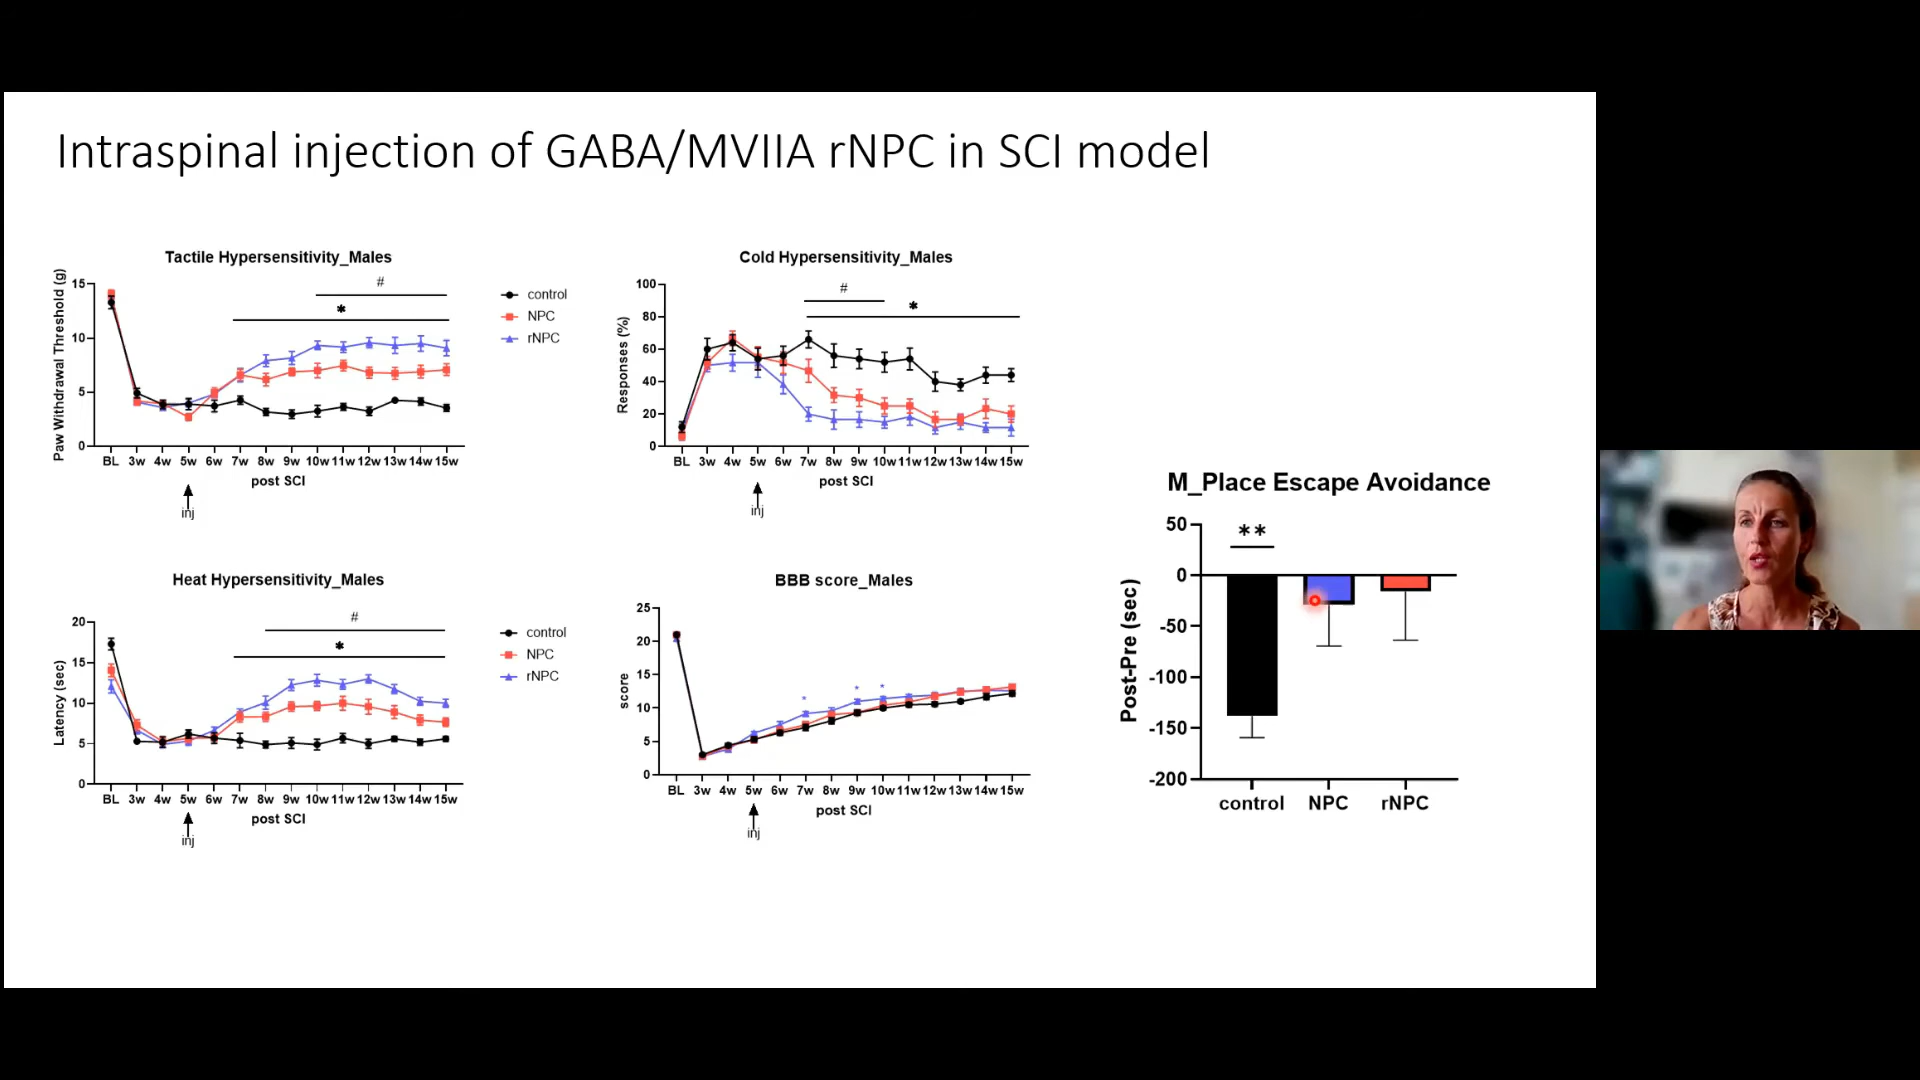 Intraspinal injection of GABA/MVIIA rNPC in SCI model
Tactile Hypersensitivity_Males
Paw Withdrawal Threshold (g)
15
10
5
0
#
*
BL 3w 4w 5w 6w 7w 8w 9w 10w 11w 12w 13w 14w 15w
post SCI
inj
control
NPC
rNPC
Cold Hypersensitivity_Males
Responses (%)
100
80
60
40
20
0
#
*
BL 3w 4w 5w 6w 7w 8w 9w 10w 11w 12w 13w 14w 15w
post SCI
inj
Heat Hypersensitivity_Males
Latency (sec)
20
15
10
5
0
#
*
BL 3w 4w 5w 6w 7w 8w 9w 10w 11w 12w 13w 14w 15w
post SCI
inj
control
NPC
rNPC
BBB score_Males
score
25
20
15
10
5
0
* * *
BL 3w 4w 5w 6w 7w 8w 9w 10w 11w 12w 13w 14w 15w
post SCI
inj
M_Place Escape Avoidance
Post-Pre (sec)
50
0
-50
-100
-150
-200
**
control NPC rNPC